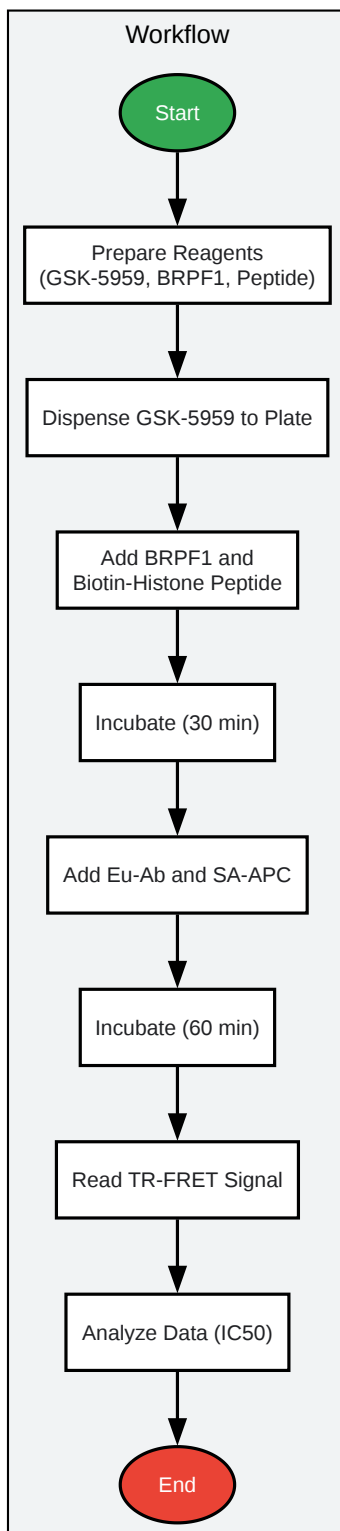 Workflow
Start
Prepare Reagents
(GSK-5959, BRPF1, Peptide)
Dispense GSK-5959 to Plate
Add BRPF1 and
Biotin-Histone Peptide
Incubate (30 min)
Add Eu-Ab and SA-APC
Incubate (60 min)
Read TR-FRET Signal
Analyze Data (IC50)
End